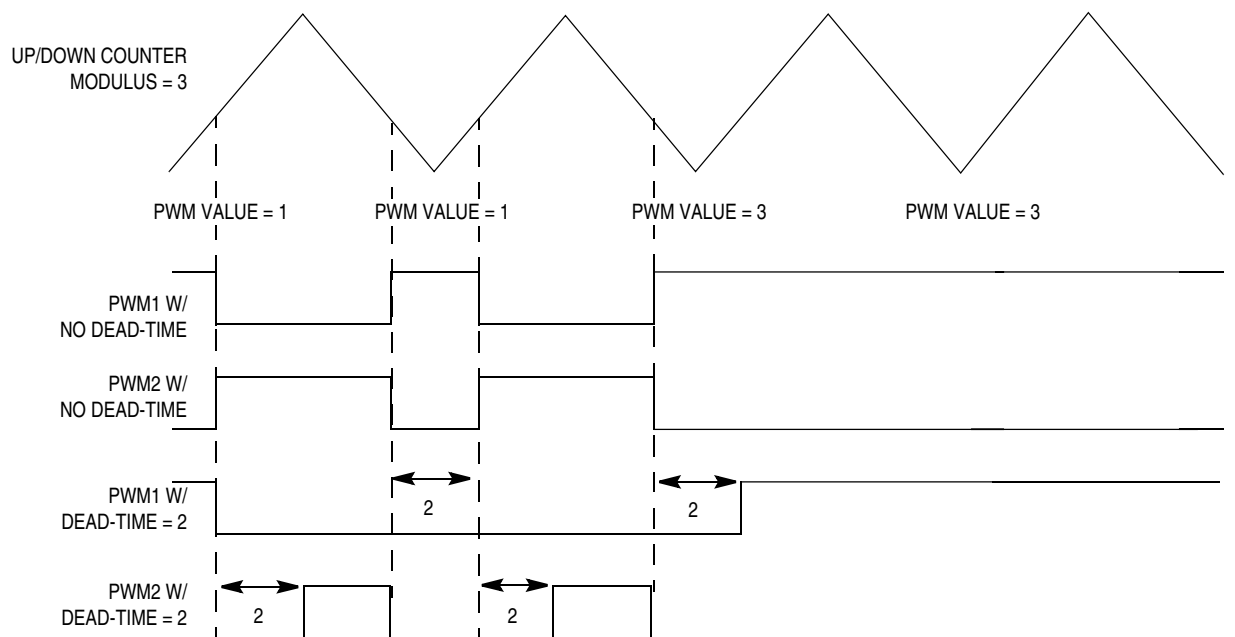 UP/DOWN COUNTER
MODULUS = 3
PWM VALUE = 1
PWM VALUE = 1
PWM VALUE = 3
PWM VALUE = 3
PWM1 W/
NO DEAD-TIME
PWM2 W/
NO DEAD-TIME
PWM1 W/
DEAD-TIME = 2
2
2
PWM2 W/
DEAD-TIME = 2
2
2